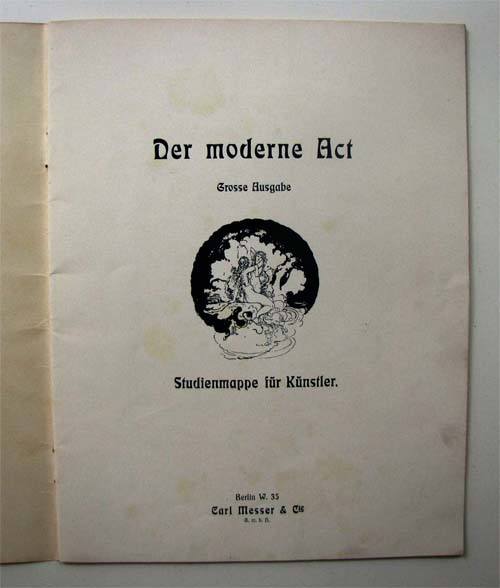 Der moderne Act
Grosse Ausgabe
Studienmappe für Künstler.
Berlin W. 35
Carl Messer & Cie
G. m. b. H.